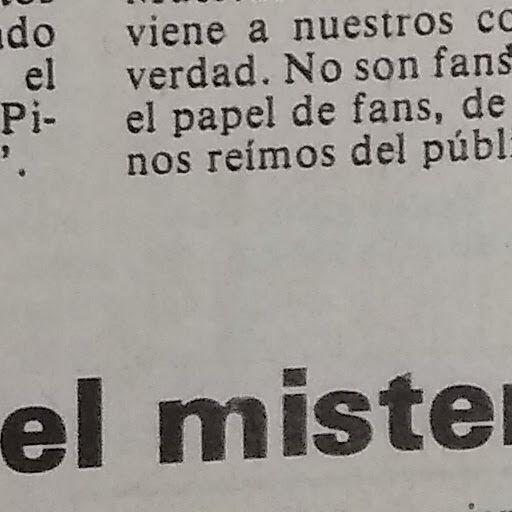 ado
el
Pi-
’.
viene a nuestros co
verdad. No son fans
el papel de fans, de
nos reímos del públi
el mister